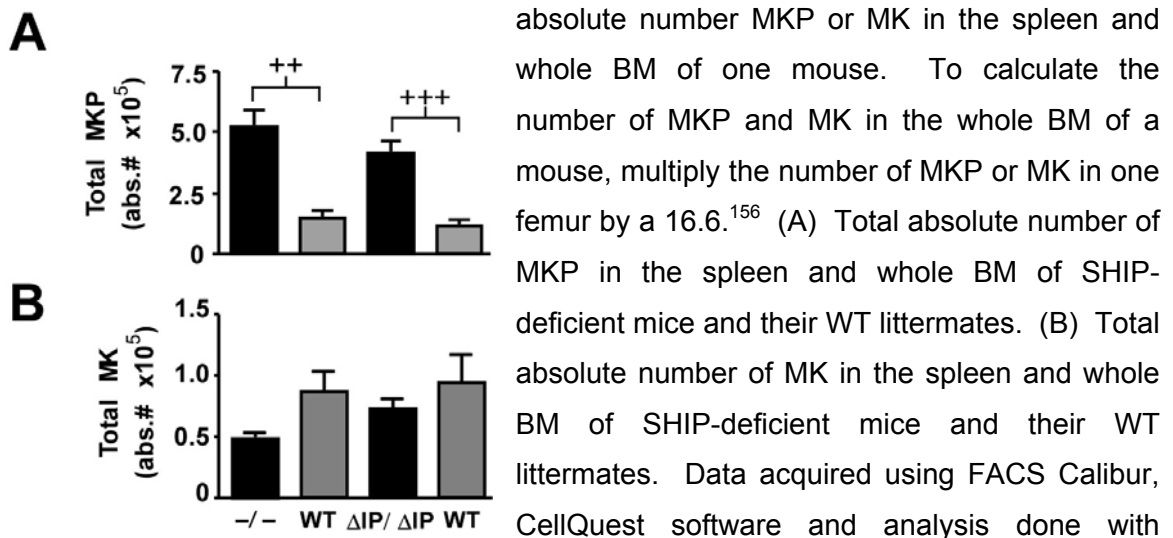 A
Total MKP
(abs.# x10⁵)
7.5
5.0
2.5
0
++
+++
B
Total MK
(abs.# x10⁵)
1.5
1.0
0.5
0
–/ – WT ΔIP/ ΔIP WT
absolute number MKP or MK in the spleen and
whole BM of one mouse. To calculate the
number of MKP and MK in the whole BM of a
mouse, multiply the number of MKP or MK in one
femur by a 16.6.¹⁵⁶ (A) Total absolute number of
MKP in the spleen and whole BM of SHIP-
deficient mice and their WT littermates. (B) Total
absolute number of MK in the spleen and whole
BM of SHIP-deficient mice and their WT
littermates. Data acquired using FACS Calibur,
CellQuest software and analysis done with